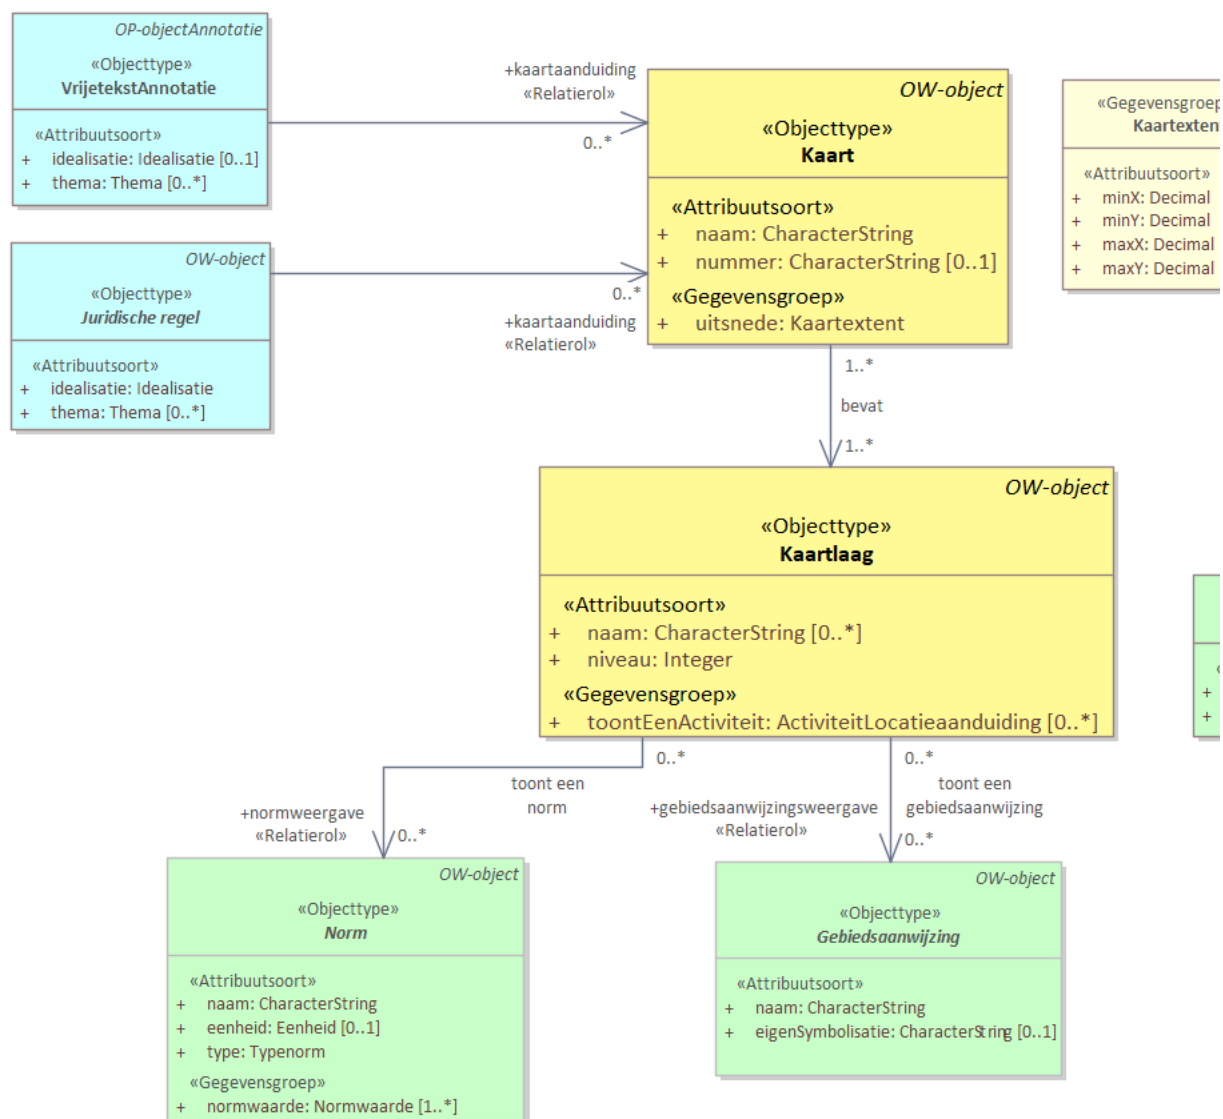 OP-objectAnnotatie
«Objecttype»
VrijetekstAnnotatie
«Attribuutsoort»
+ idealisatie: Idealisatie [0..1]
+ thema: Thema [0..*]
+kaartaanduiding
«Relatierol»
0..*
OW-object
«Objecttype»
Kaart
«Attribuutsoort»
+ naam: CharacterString
+ nummer: CharacterString [0..1]
«Gegevensgroep»
+ uitsnede: Kaartextent
«Gegevensgroep
Kaartextent
«Attribuutsoort»
+ minX: Decimal
+ minY: Decimal
+ maxX: Decimal
+ maxY: Decimal
OW-object
«Objecttype»
Juridische regel
«Attribuutsoort»
+ idealisatie: Idealisatie
+ thema: Thema [0..*]
0..*
+kaartaanduiding
«Relatierol»
1..*
bevat
1..*
OW-object
«Objecttype»
Kaartlaag
«Attribuutsoort»
+ naam: CharacterString [0..*]
+ niveau: Integer
«Gegevensgroep»
+ toontEenActiviteit: ActiviteitLocatieaanduiding [0..*]
«
+
+
0..*
toont een
norm
+normweergave
«Relatierol»
0..*
0..*
toont een
gebiedsaanwijzing
+gebiedsaanwijzingsweergave
«Relatierol»
0..*
OW-object
«Objecttype»
Norm
«Attribuutsoort»
+ naam: CharacterString
+ eenheid: Eenheid [0..1]
+ type: Typenorm
«Gegevensgroep»
+ normwaarde: Normwaarde [1..*]
OW-object
«Objecttype»
Gebiedsaanwijzing
«Attribuutsoort»
+ naam: CharacterString
+ eigenSymbolisatie: CharacterString [0..1]